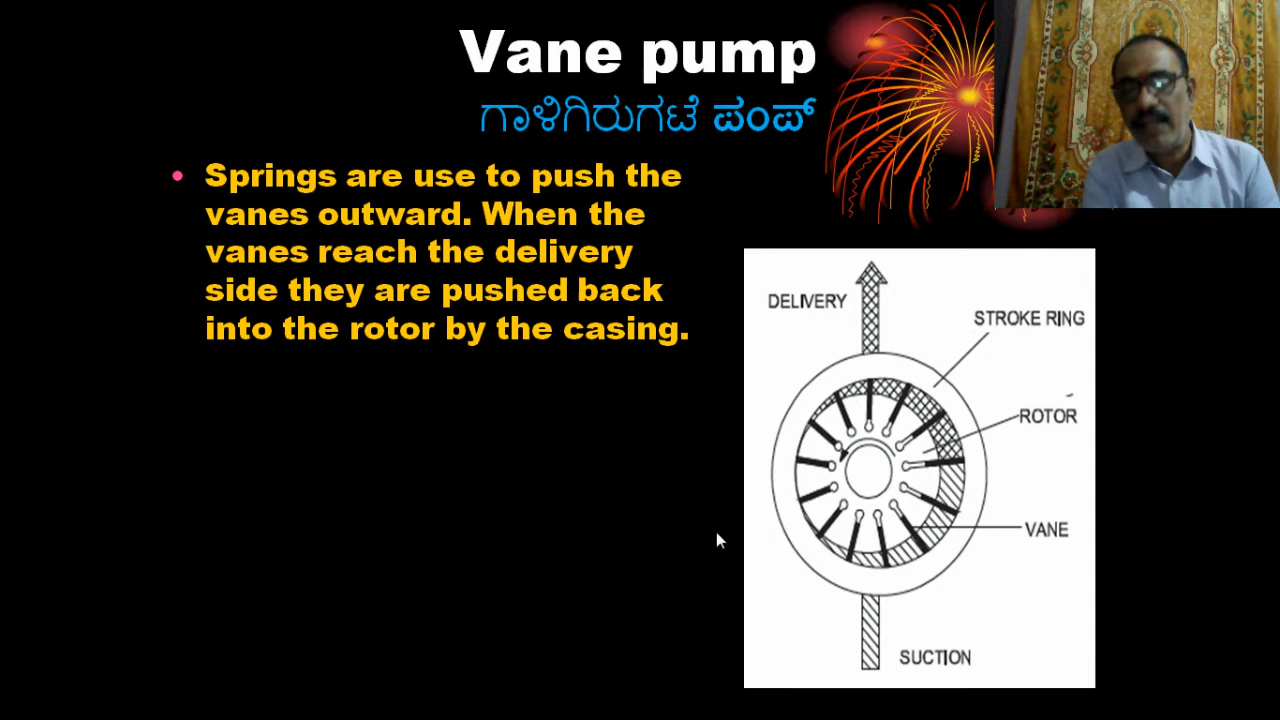 Vane pump
ಗಾಳಿಗಿರುಗಟೆ ಪಂಪ್
• Springs are use to push the
vanes outward. When the
vanes reach the delivery
side they are pushed back
into the rotor by the casing.
DELIVERY
STROKE RING
ROTOR
VANE
SUCTION